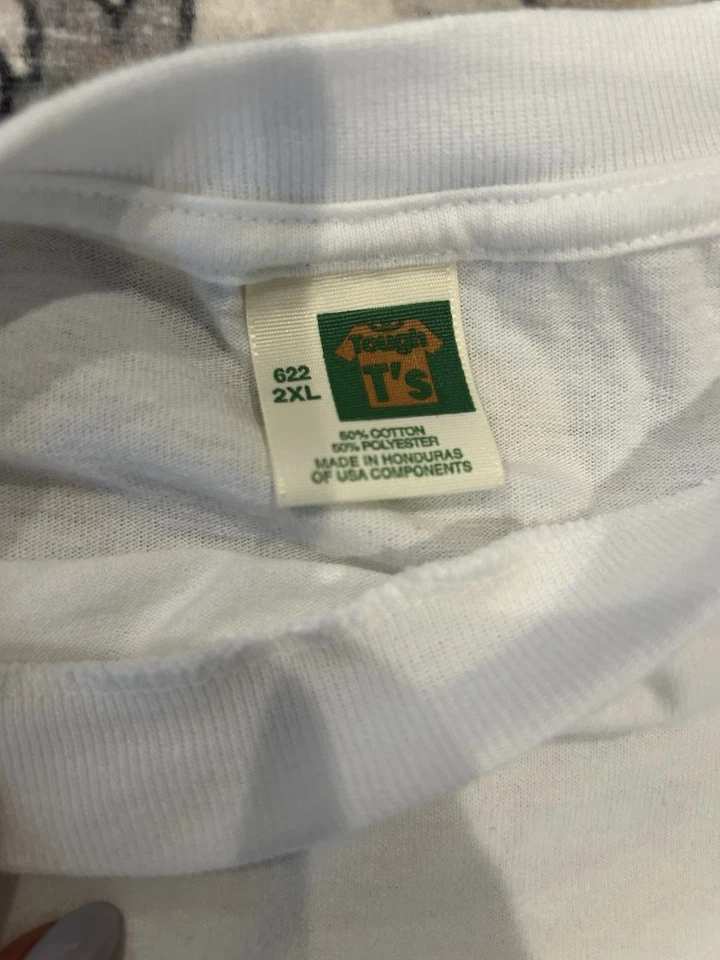 Tough
T's
622
2XL
50% COTTON
50% POLYESTER
MADE IN HONDURAS
OF USA COMPONENTS